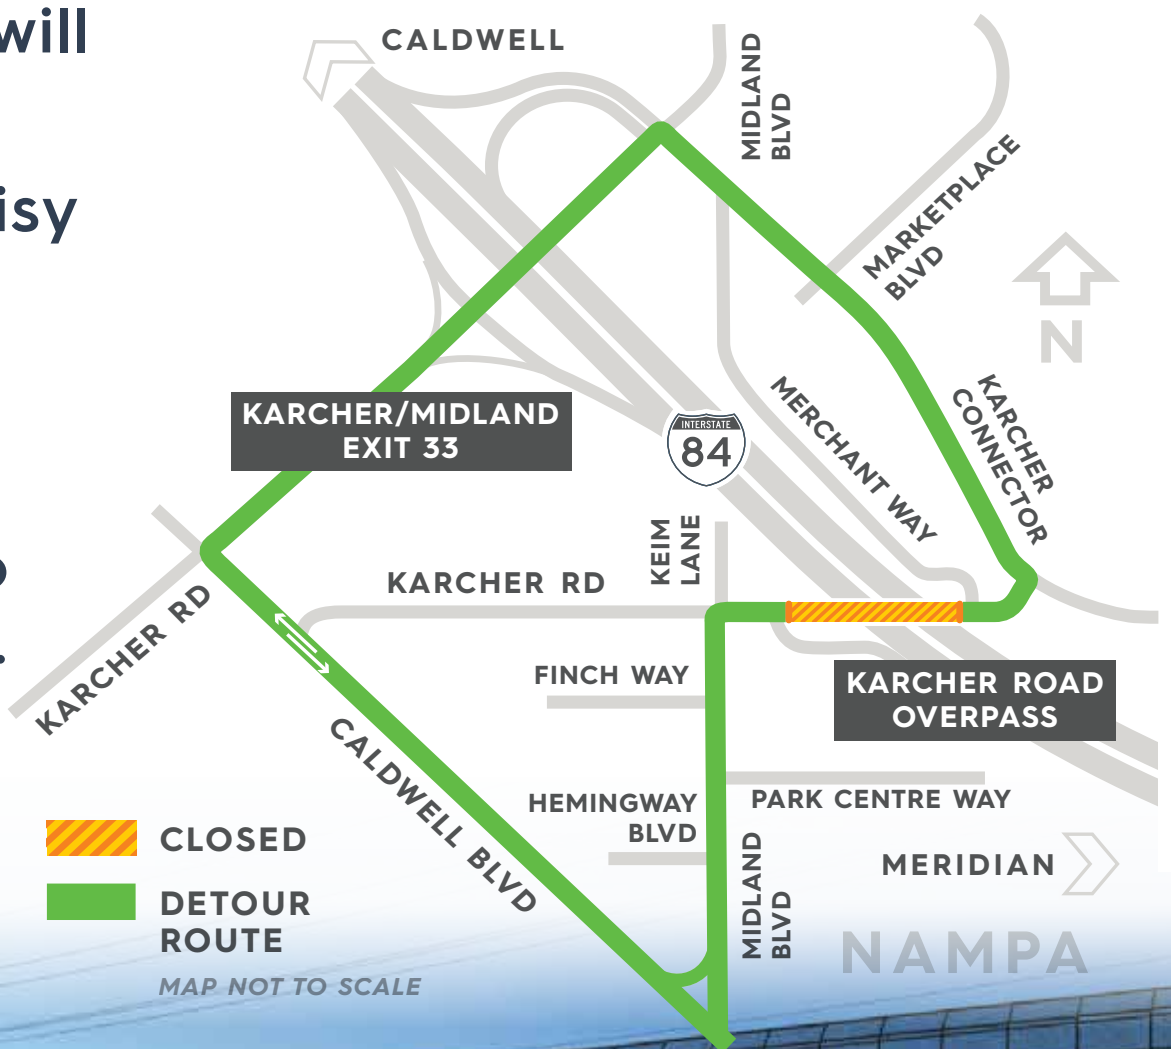 will
isy
CALDWELL
MIDLAND
BLVD
MARKETPLACE
BLVD
N
KARCHER/MIDLAND
EXIT 33
INTERSTATE
84
MERCHANT WAY
KARCHER
CONNECTOR
KEIM
LANE
KARCHER RD
KARCHER RD
FINCH WAY
KARCHER ROAD
OVERPASS
CALDWELL BLVD
HEMINGWAY
BLVD
PARK CENTRE WAY
MIDLAND
BLVD
MERIDIAN
NAMPA
CLOSED
DETOUR
ROUTE
MAP NOT TO SCALE